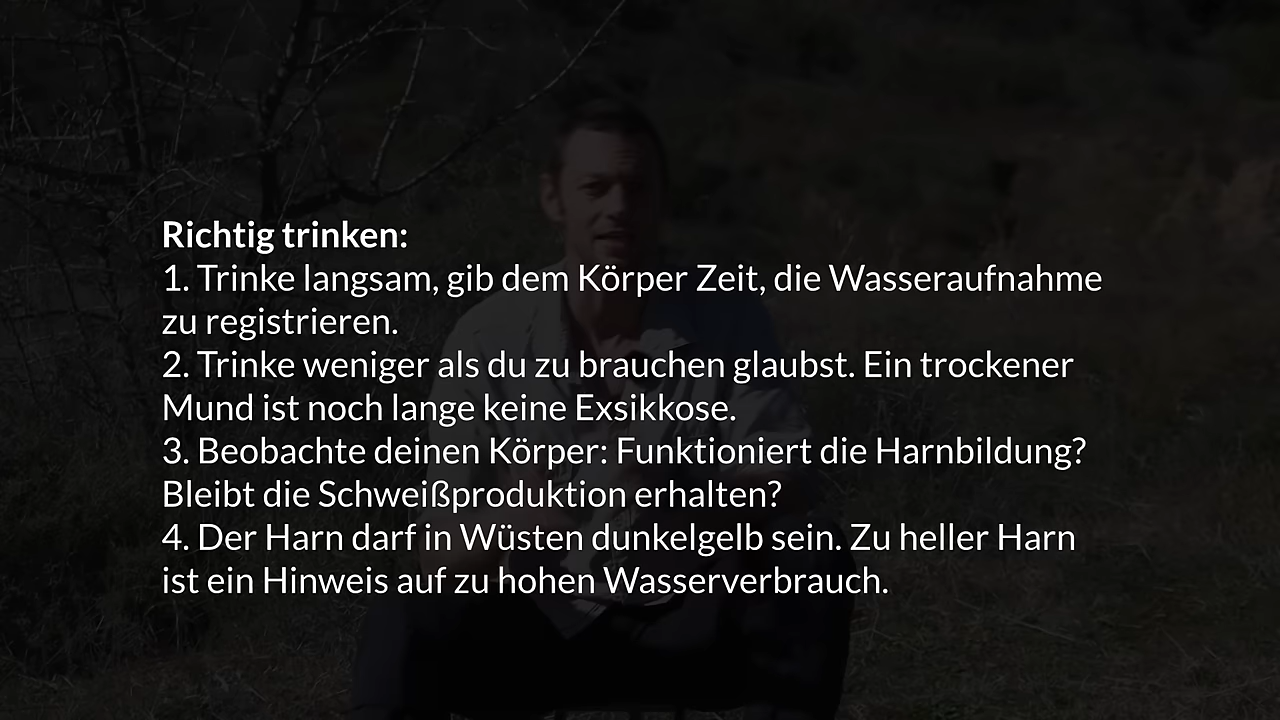 Richtig trinken:
1. Trinke langsam, gib dem Körper Zeit, die Wasseraufnahme
zu registrieren.
2. Trinke weniger als du zu brauchen glaubst. Ein trockener
Mund ist noch lange keine Exsikkose.
3. Beobachte deinen Körper: Funktioniert die Harnbildung?
Bleibt die Schweißproduktion erhalten?
4. Der Harn darf in Wüsten dunkelgelb sein. Zu heller Harn
ist ein Hinweis auf zu hohen Wasserverbrauch.